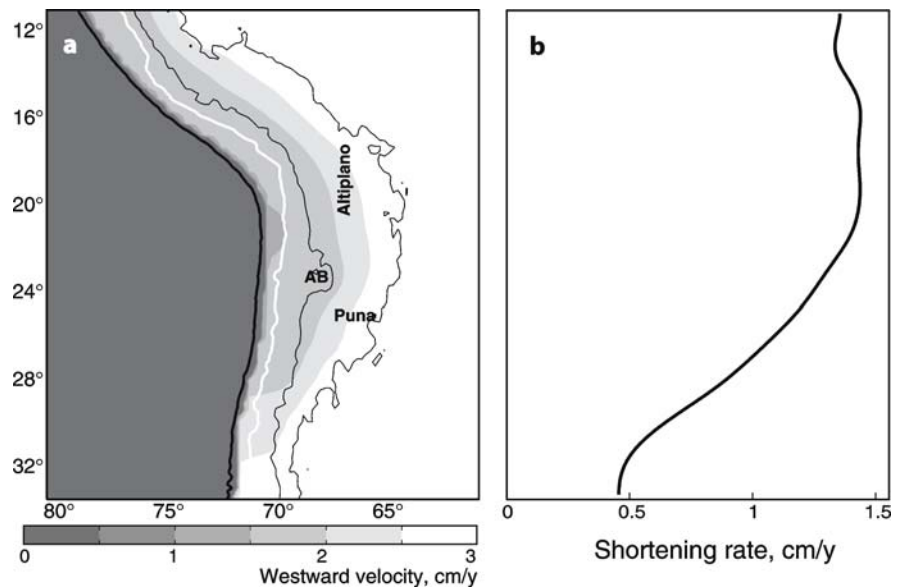 a
b
12°
16°
20°
24°
28°
32°
Altiplano
AB
Puna
80°
75°
70°
65°
0
1
2
3
Westward velocity, cm/y
0
0.5
1
1.5
Shortening rate, cm/y